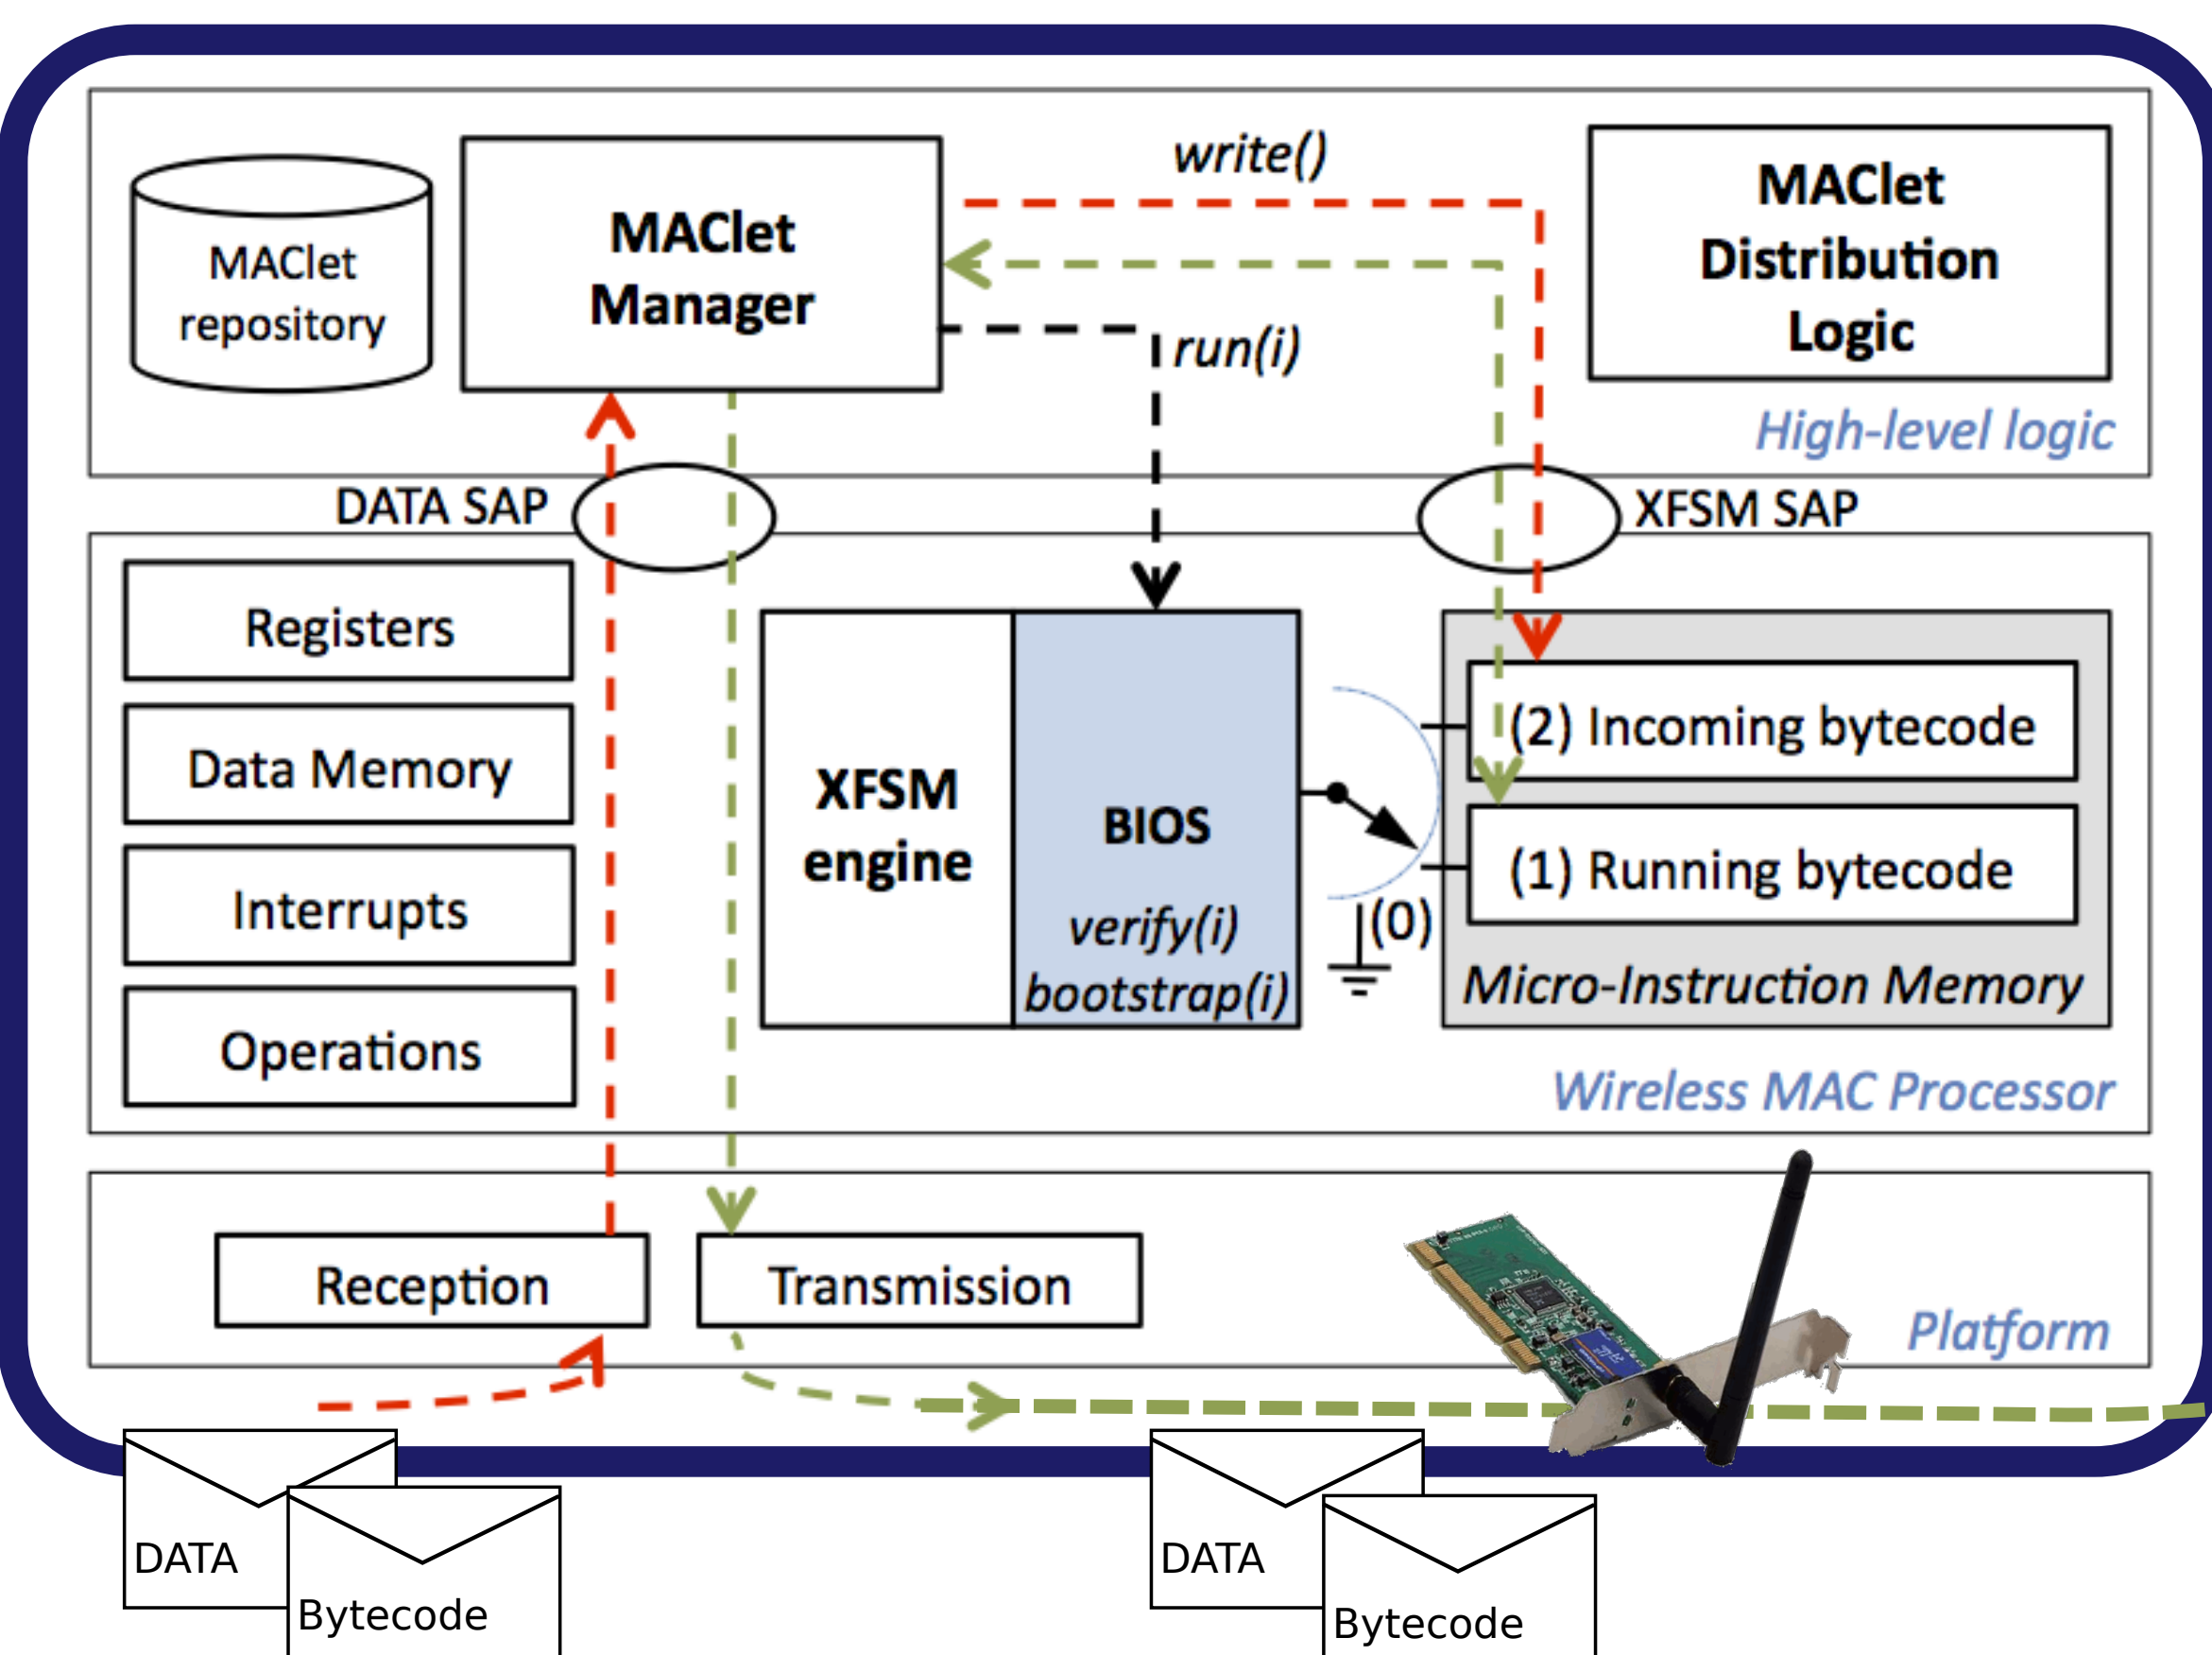 write()
MAClet
repository
MAClet
Manager
run(i)
MAClet
Distribution
Logic
High-level logic
DATA SAP
XFSM SAP
Registers
Data Memory
Interrupts
Operations
XFSM
engine
BIOS
verify(i)
bootstrap(i)
(2) Incoming bytecode
(1) Running bytecode
(0)
Micro-Instruction Memory
Wireless MAC Processor
Reception
Transmission
Platform
DATA
Bytecode
DATA
Bytecode